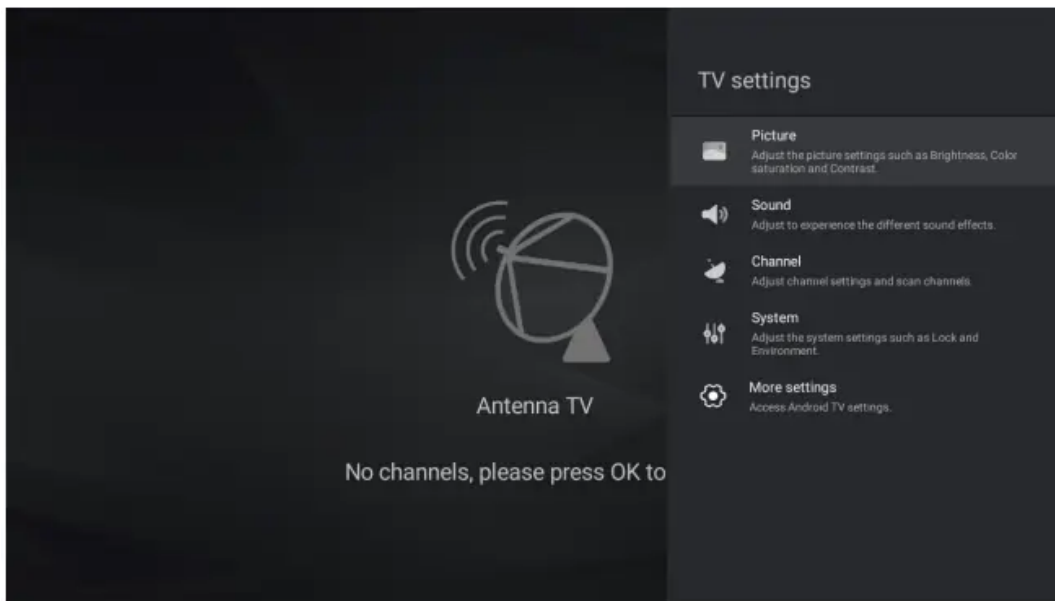 TV settings
Picture
Adjust the picture settings such as Brightness, Color
saturation and Contrast.
Sound
Adjust to experience the different sound effects.
Channel
Adjust channel settings and scan channels.
System
Adjust the system settings such as Lock and
Environment.
More settings
Access Android TV settings.
Antenna TV
No channels, please press OK to